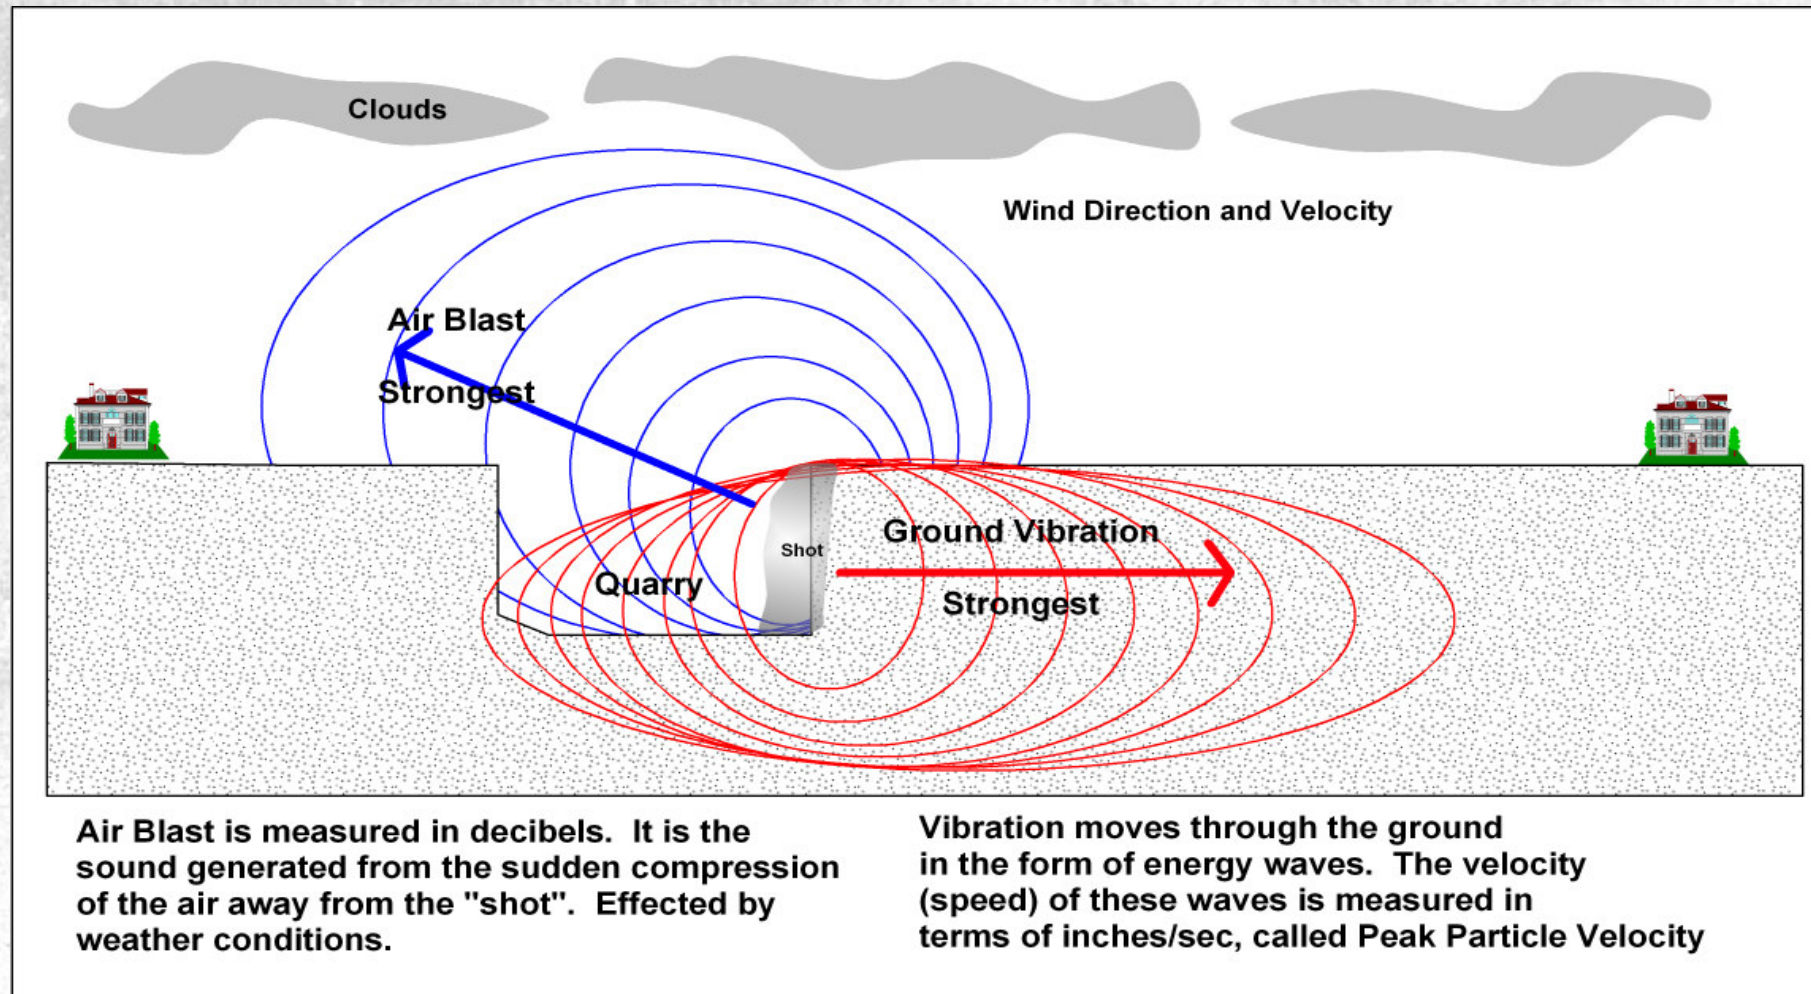 Clouds
Wind Direction and Velocity
Air Blast
Strongest
Shot
Quarry
Ground Vibration
Strongest
Air Blast is measured in decibels. It is the
sound generated from the sudden compression
of the air away from the "shot". Effected by
weather conditions.
Vibration moves through the ground
in the form of energy waves. The velocity
(speed) of these waves is measured in
terms of inches/sec, called Peak Particle Velocity